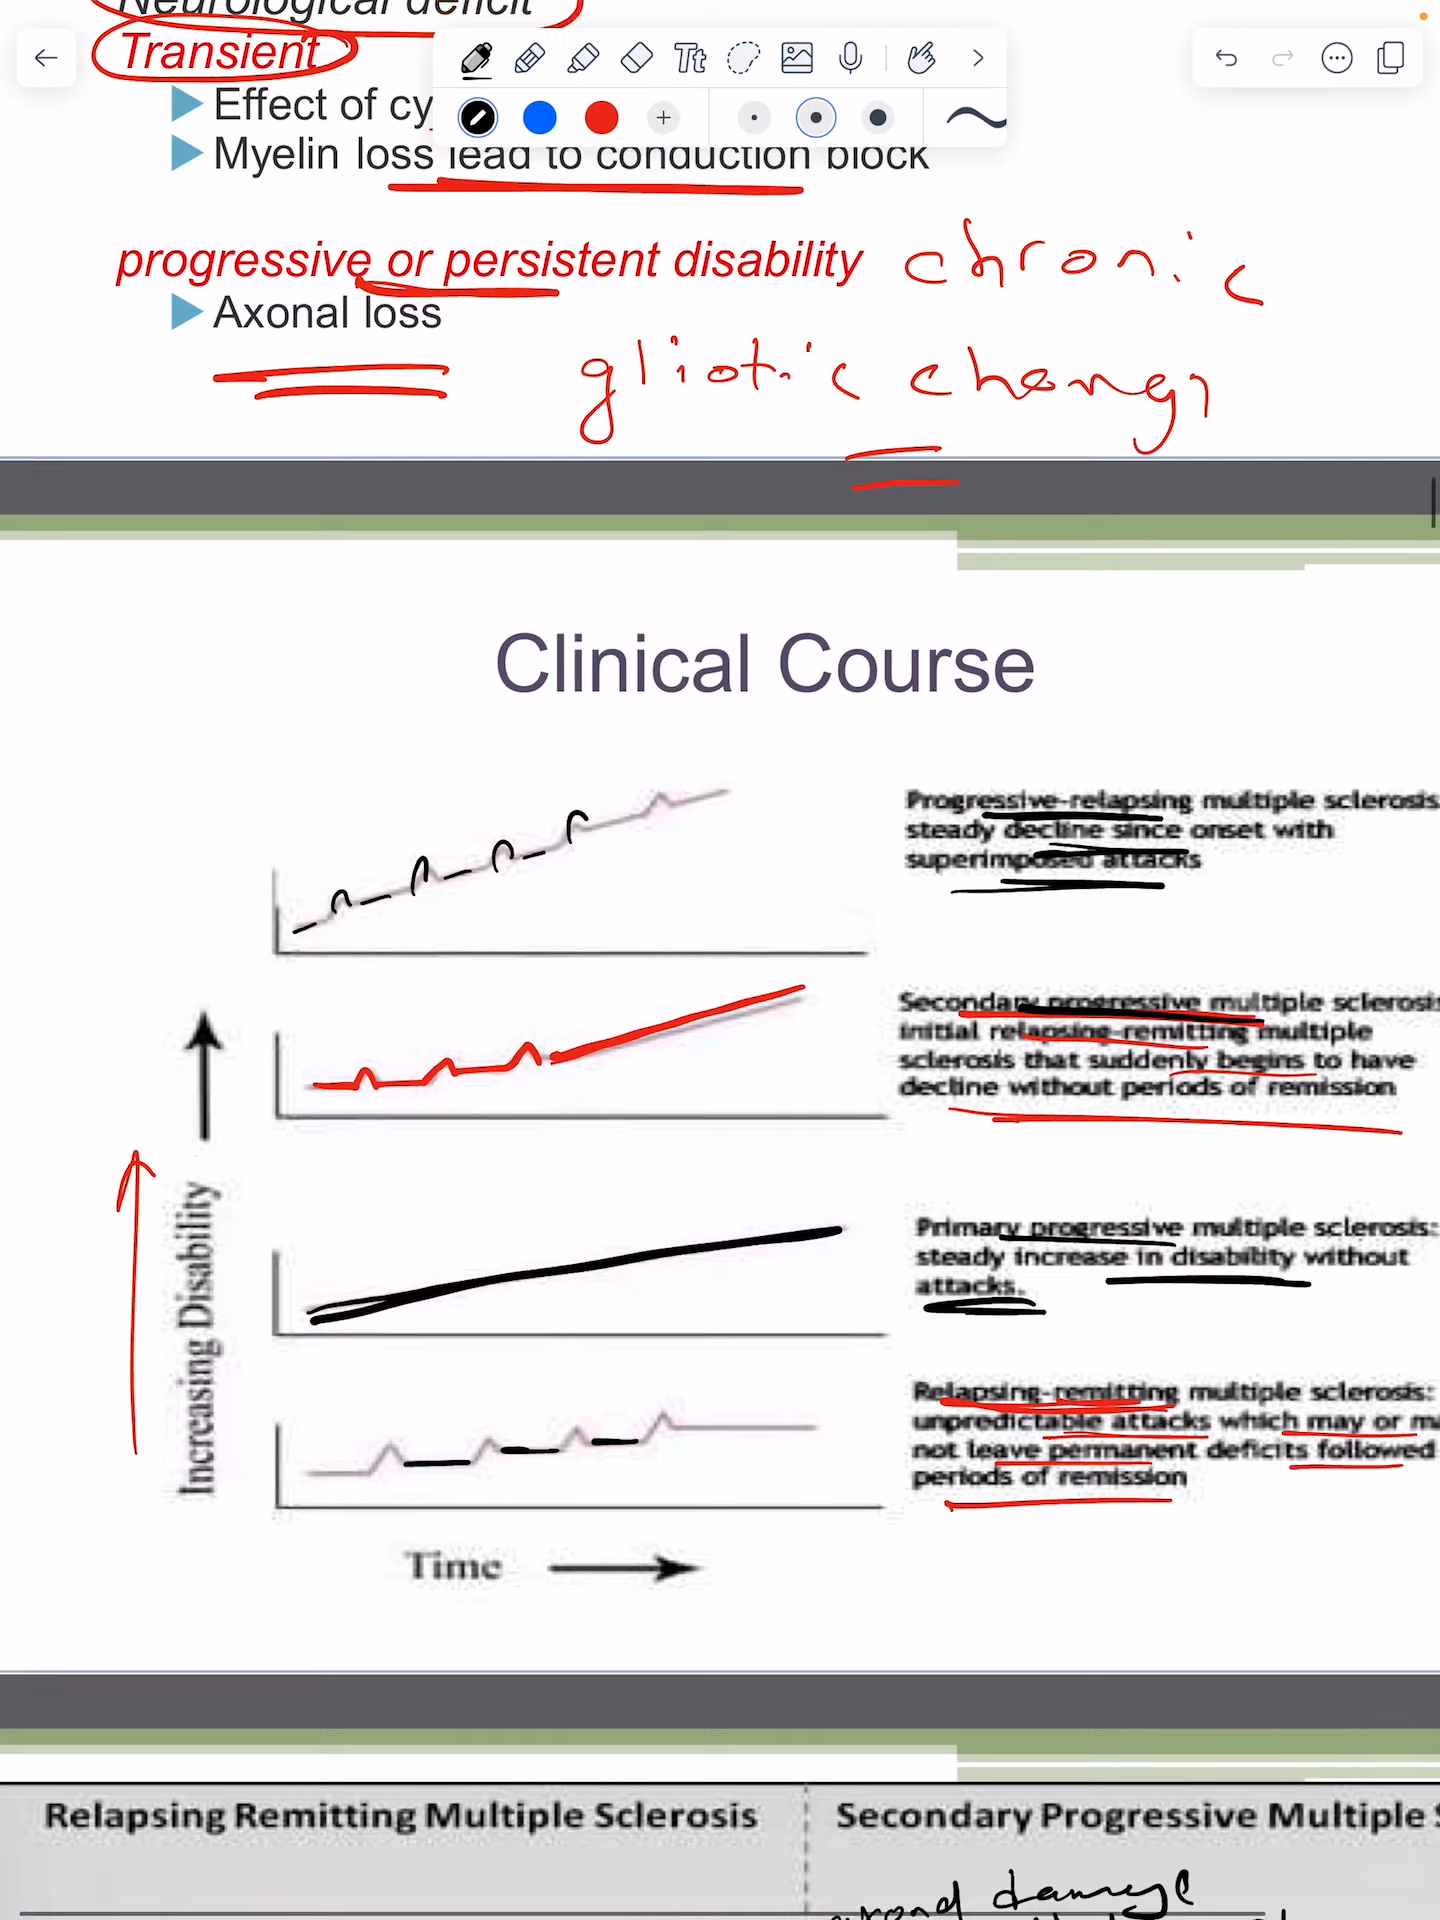 Neurological deficit
Transient
Effect of cy
Myelin loss lead to conduction block
progressive or persistent disability chronic
Axonal loss
gliotic
Clinical Course
Progressive-relapsing multiple sclerosis
steady decline since onset with
superimposed attacks
Secondary progressive multiple sclerosis
initial relapsing-remitting multiple
sclerosis that suddenly begins to have
decline without periods of remission
Primary progressive multiple sclerosis:
steady increase in disability without
attacks.
Relapsing-remitting multiple sclerosis:
unpredictable attacks which may or ma
not leave permanent deficits followed
periods of remission
Increasing Disability
Time
Relapsing Remitting Multiple Sclerosis
Secondary Progressive Multiple
damage